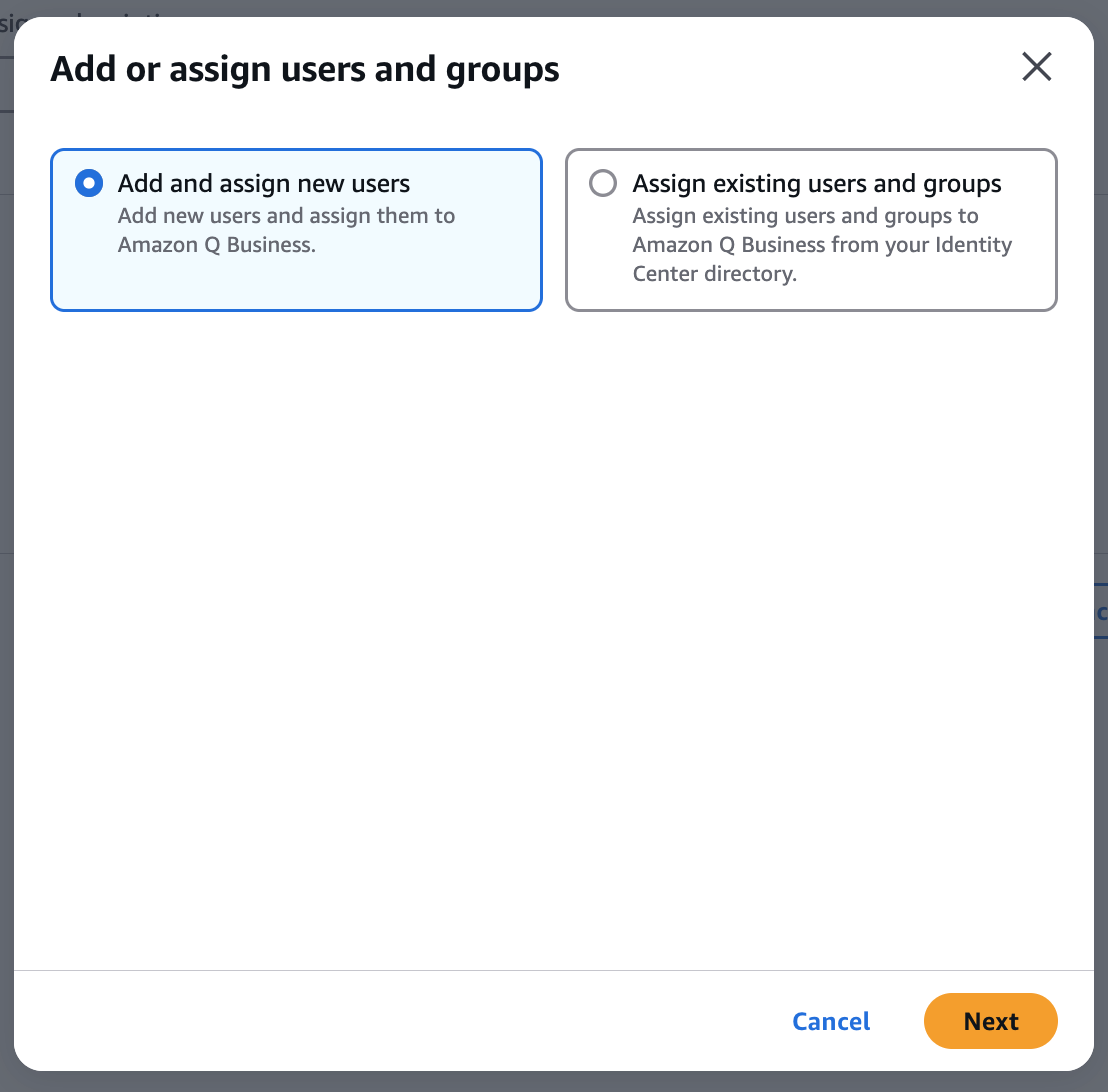 Add or assign users and groups
Add and assign new users
Add new users and assign them to
Amazon Q Business.
Assign existing users and groups
Assign existing users and groups to
Amazon Q Business from your Identity
Center directory.
Cancel
Next